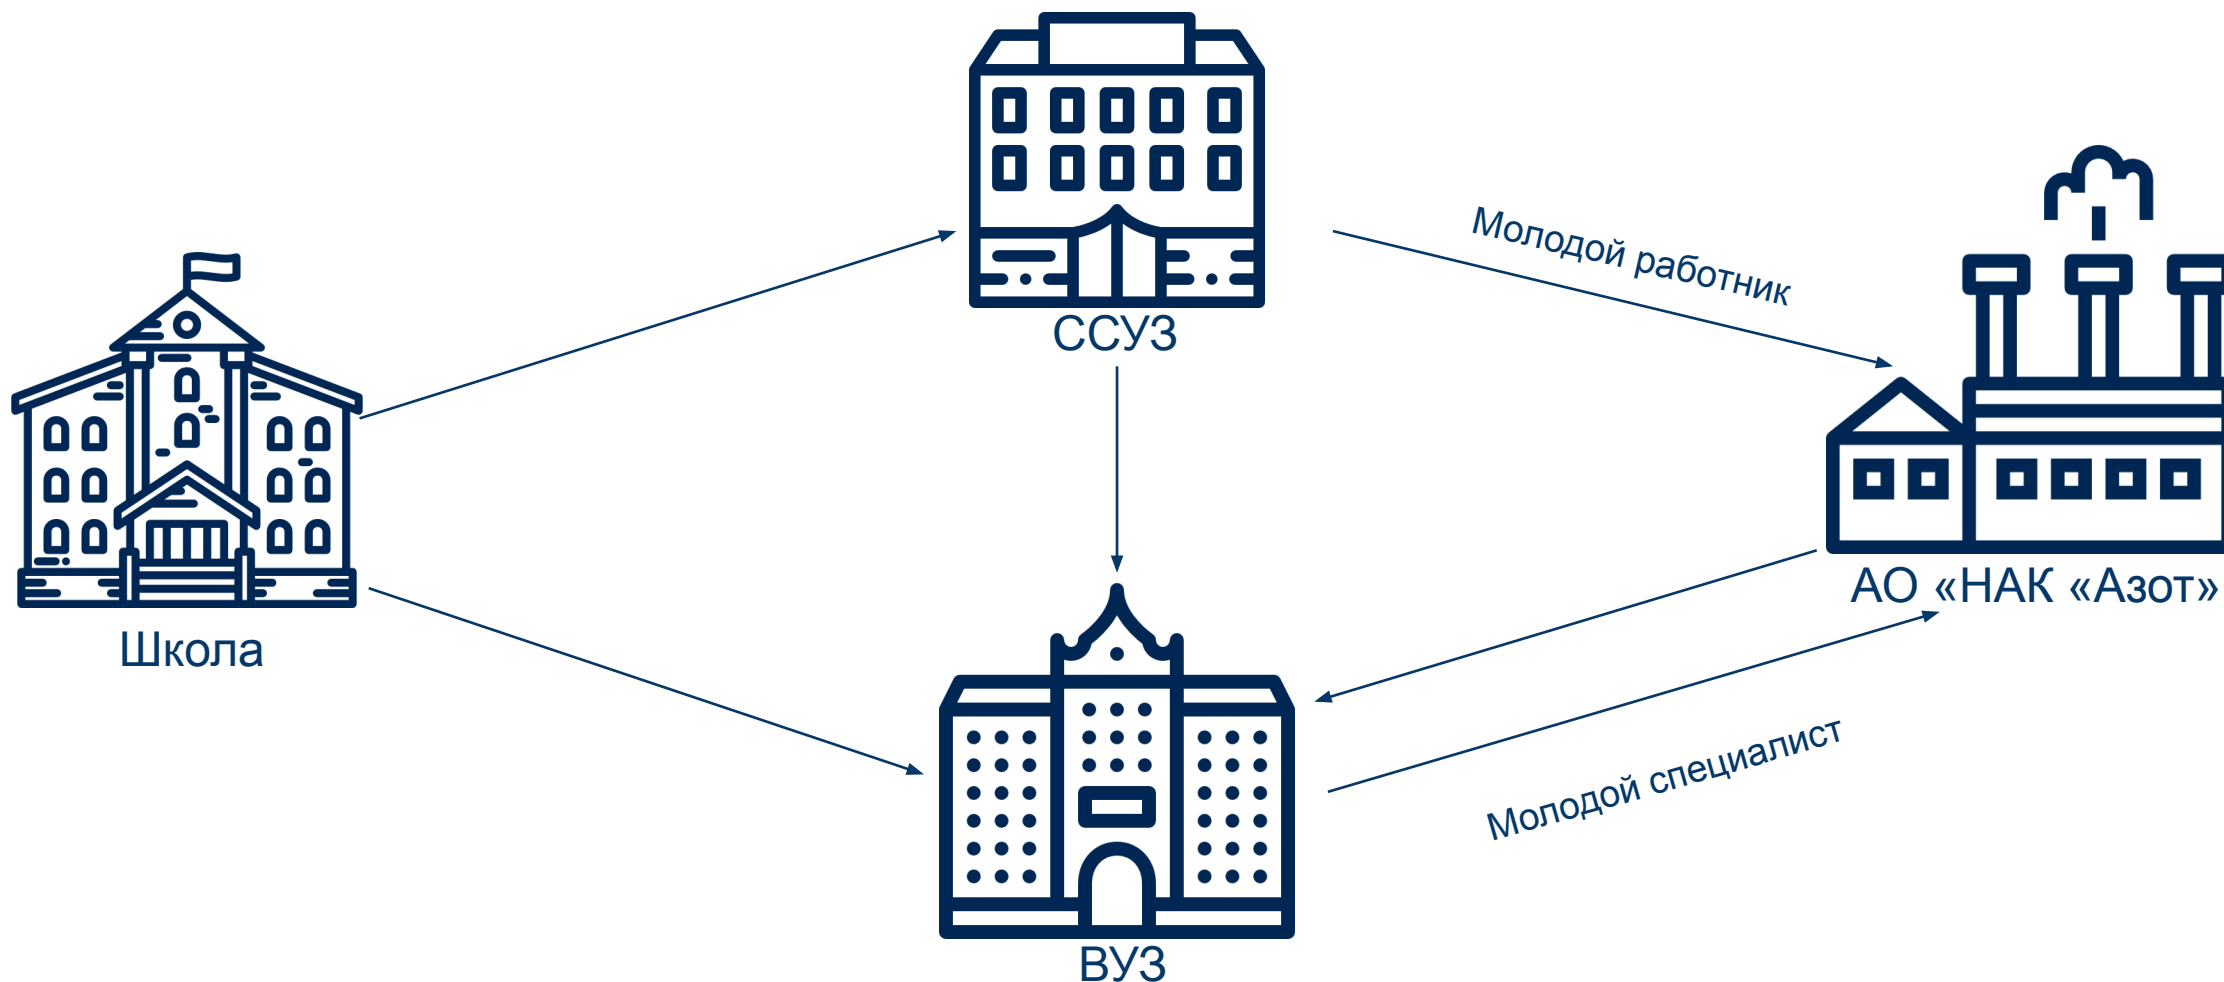 Молодой работник
ССУЗ
АО «НАК «Азот»
Школа
Молодой специалист
ВУЗ